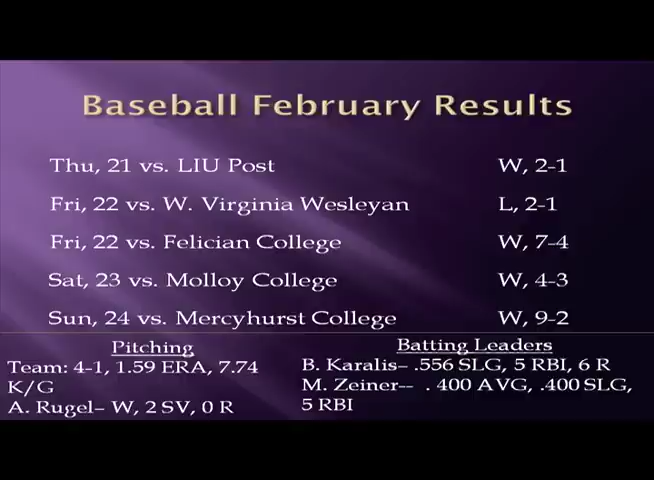 Baseball February Results
Thu, 21 vs. LIU Post W, 2-1
Fri, 22 vs. W. Virginia Wesleyan L, 2-1
Fri, 22 vs. Felician College W, 7-4
Sat, 23 vs. Molloy College W, 4-3
Sun, 24 vs. Mercyhurst College W, 9-2
Pitching
Team: 4-1, 1.59 ERA, 7.74
K/G
A. Rugel– W, 2 SV, 0 R
Batting Leaders
B. Karalis– .556 SLG, 5 RBI, 6 R
M. Zeiner-- . 400 AVG, .400 SLG,
5 RBI